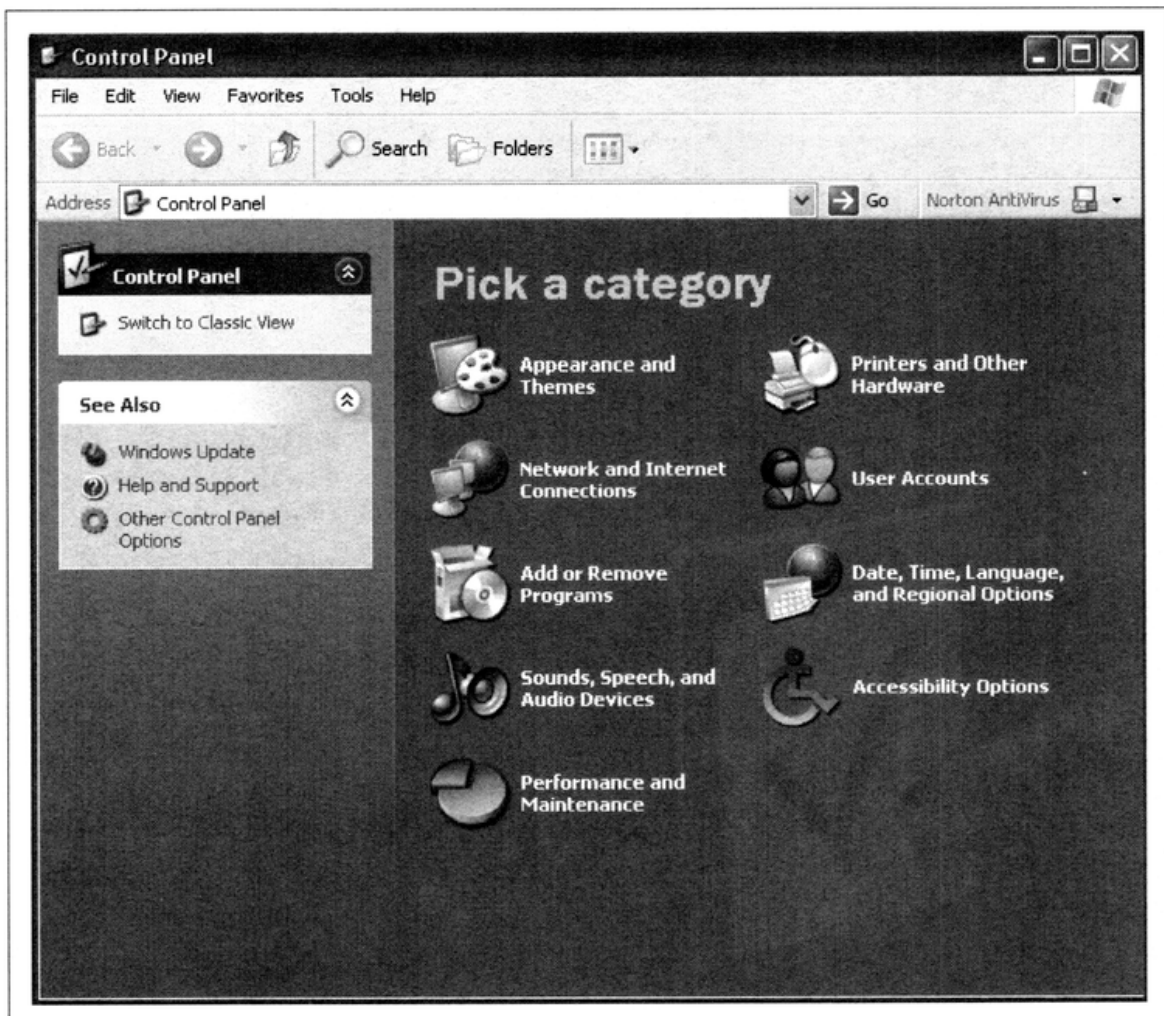 Control Panel
File Edit View Favorites Tools Help
Back Search Folders
Address Control Panel Go Norton AntiVirus
Control Panel
Switch to Classic View
See Also
Windows Update
Help and Support
Other Control Panel
Options
Pick a category
Appearance and
Themes
Printers and Other
Hardware
Network and Internet
Connections
User Accounts
Add or Remove
Programs
Date, Time, Language,
and Regional Options
Sounds, Speech, and
Audio Devices
Accessibility Options
Performance and
Maintenance